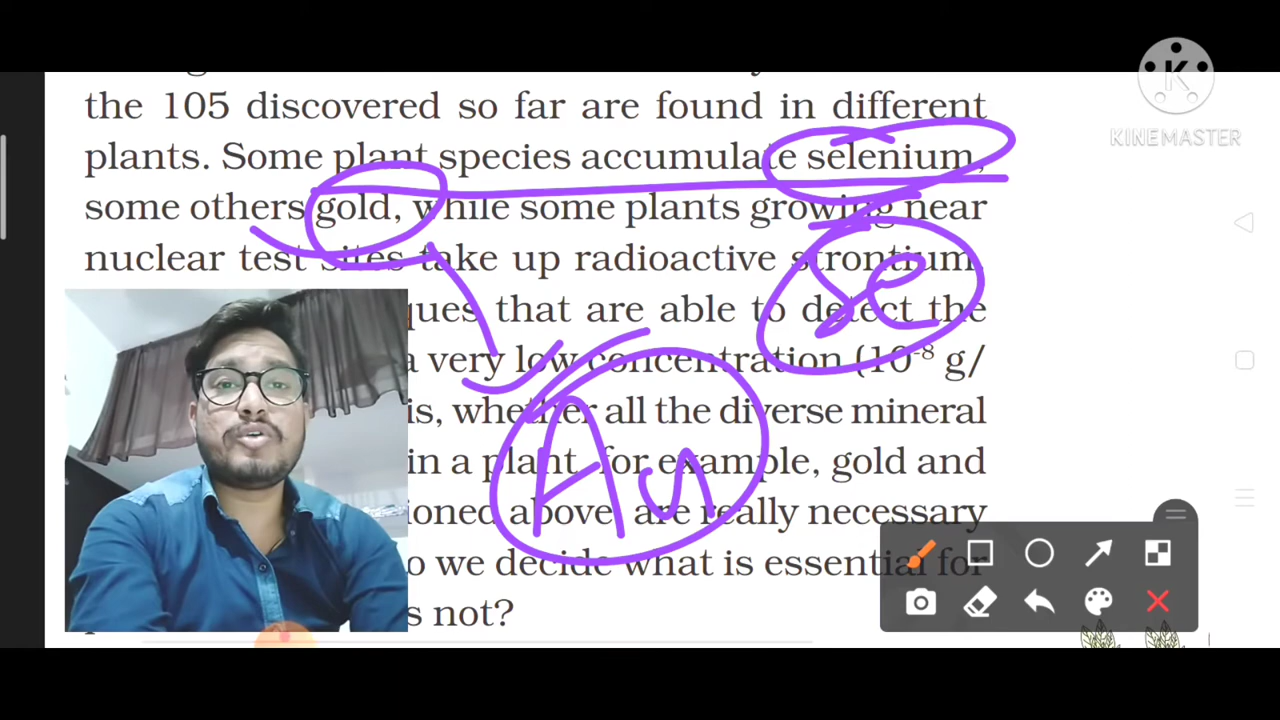 KINEMASTER
the 105 discovered so far are found in different
plants. Some plant species accumulate selenium,
some others gold, while some plants growing near
nuclear test sites take up radioactive strontium.
Se
ques that are able to detect the
a very low concentration (10⁻⁸ g/
is, whether all the diverse mineral
Au
in a plant, for example, gold and
ioned above, are really necessary
o we decide what is essential for
s not?